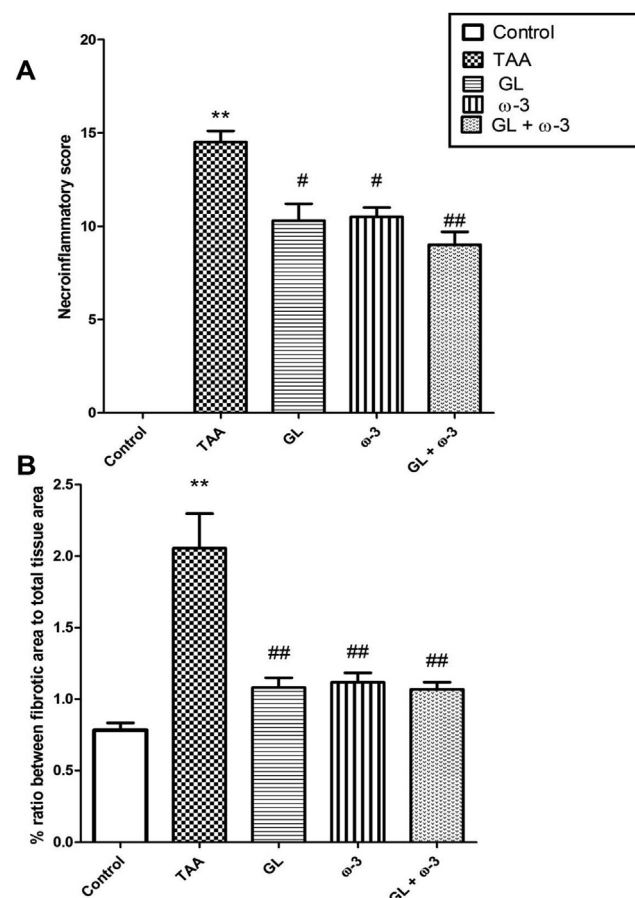 Control
TAA
GL
ω-3
GL + ω-3
A
Necroinflammatory score
20
15
10
5
0
**
#
#
##
Control
TAA
GL
ω-3
GL + ω-3
B
% ratio between fibrotic area to total tissue area
2.5
2.0
1.5
1.0
0.5
0.0
**
##
##
##
Control
TAA
GL
ω-3
GL + ω-3